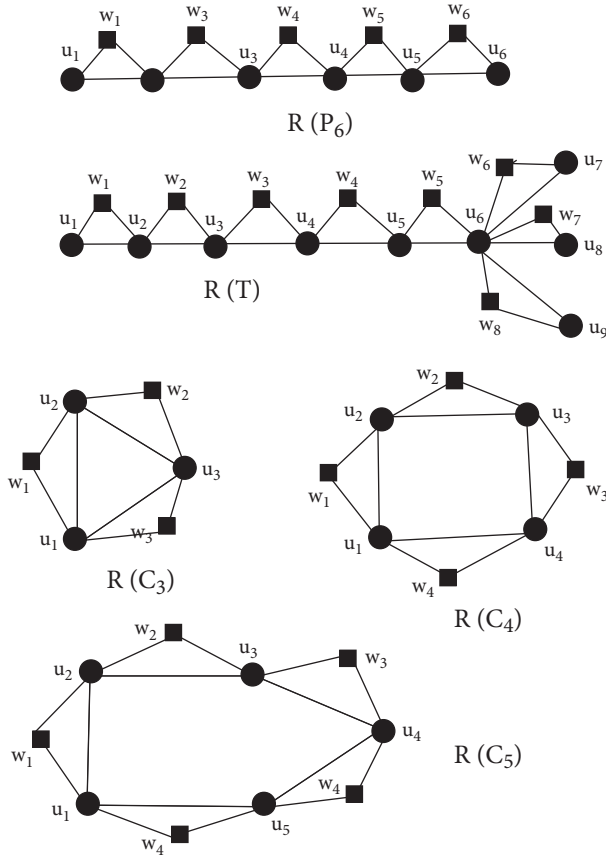 w₁ w₃ w₄ w₅ w₆
u₁ u₃ u₄ u₅ u₆
R (P₆)
w₁ w₂ w₃ w₄ w₅ w₆ u₇
u₁ u₂ u₃ u₄ u₅ u₆ w₇ u₈
R (T)
w₈ u₉
u₂ w₂
w₁ u₃
u₁ w₃
R (C₃)
w₂
u₂ u₃
w₁ w₃
u₁ u₄
w₄
R (C₄)
w₂ u₃ w₃
u₂
w₁ u₄
R (C₅)
u₁ w₄ u₅ w₄